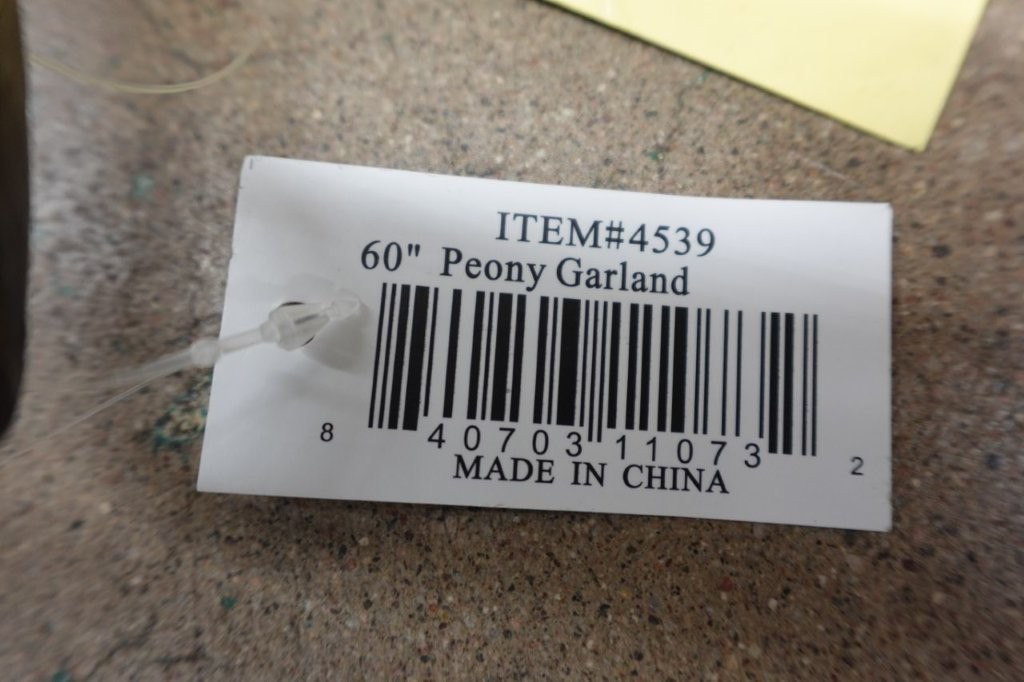 ITEM#4539
60" Peony Garland
8 40703 11073 2
MADE IN CHINA